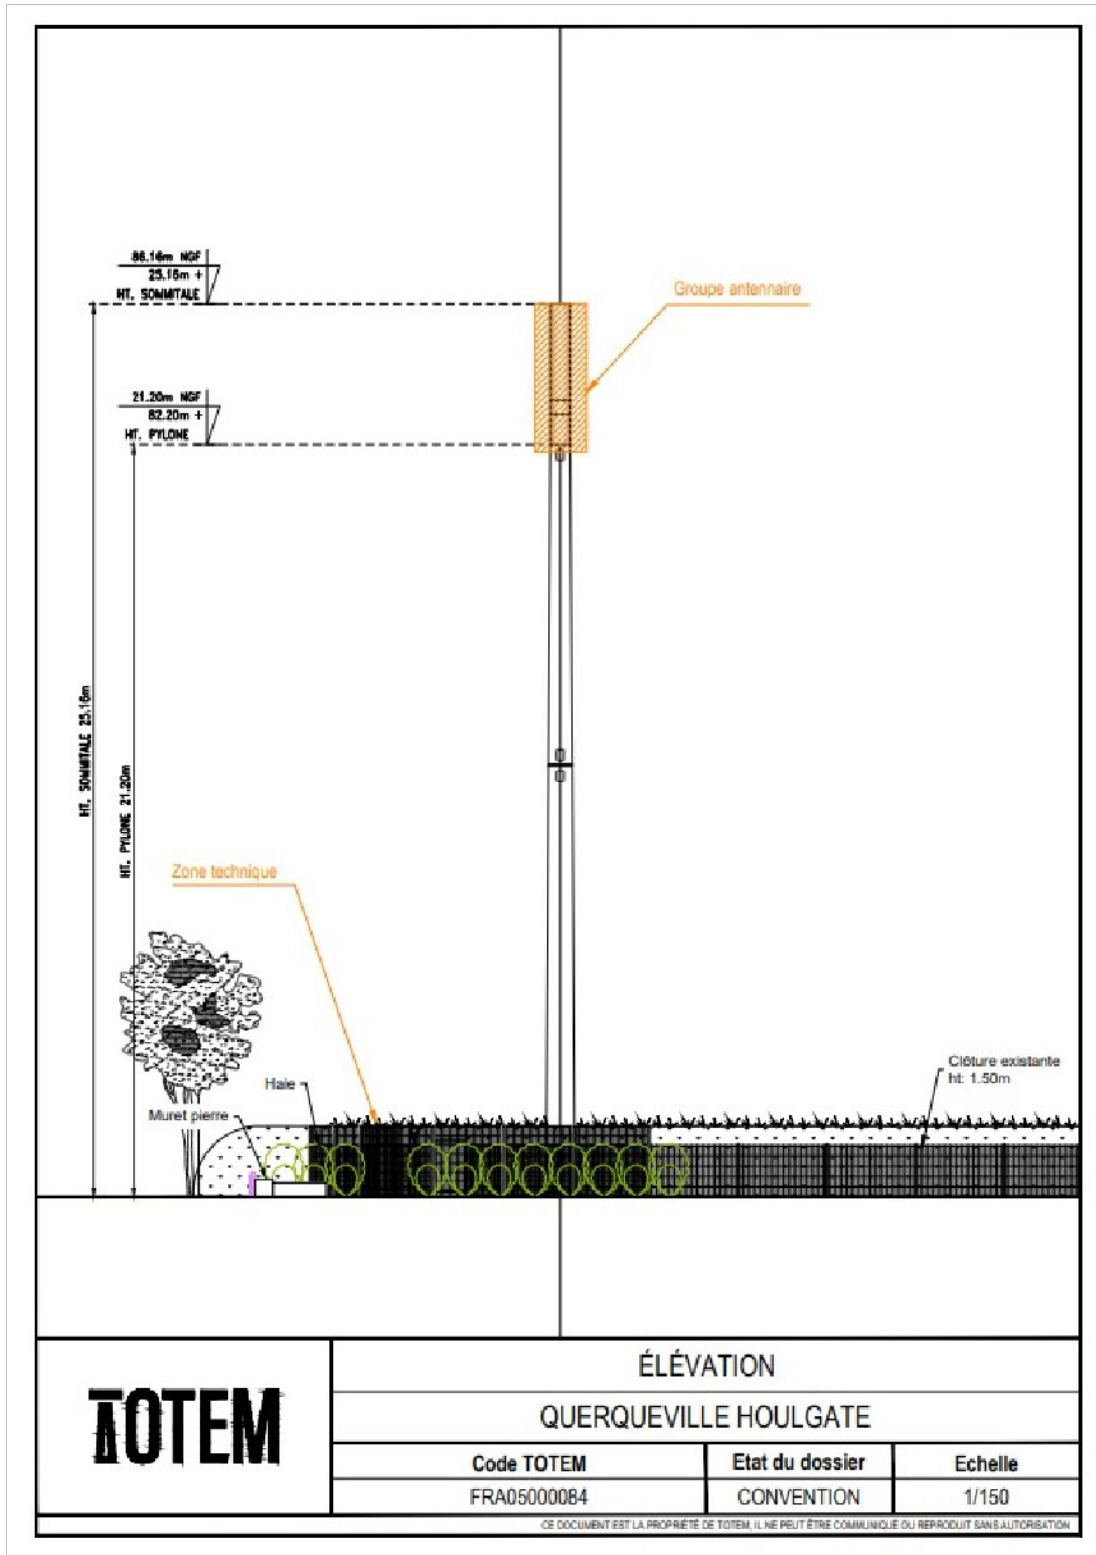 86.16m NGF
25.16m +
HT. SOMMITALE
Groupe antennaire
21.20m NGF
82.20m +
HT. PYLONE
HT. SOMMITALE 25.16m
HT. PYLONE 21.20m
Zone technique
Clôture existante
ht: 1.50m
Haie
Muret pierre
TOTEM
ÉLÉVATION
QUERQUEVILLE HOULGATE
Code TOTEM
Etat du dossier
Echelle
FRA05000084
CONVENTION
1/150
CE DOCUMENT EST LA PROPRIÉTÉ DE TOTEM, IL NE PEUT ÊTRE COMMUNIQUÉ OU REPRODUIT SANS AUTORISATION